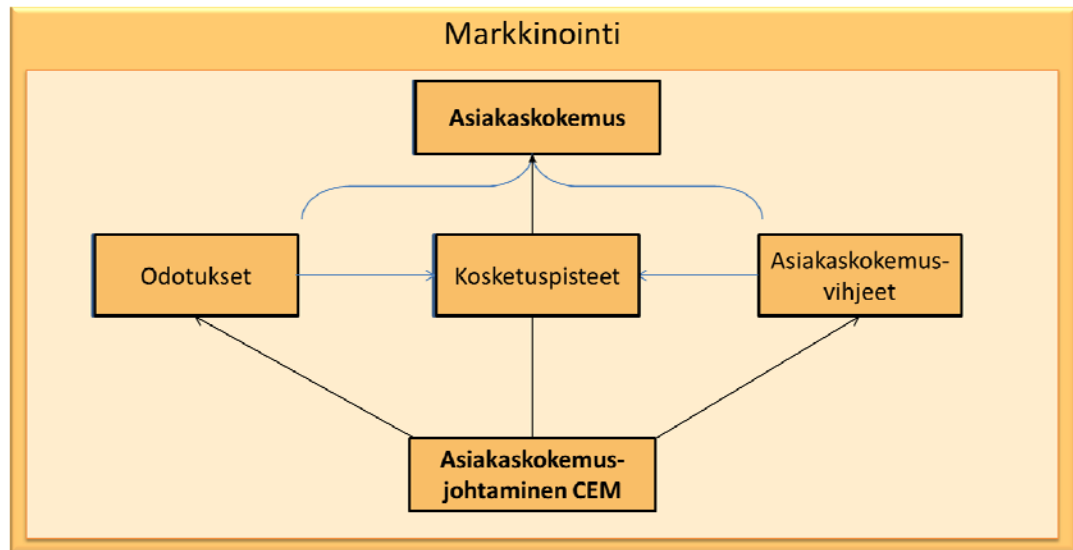 Markkinointi
Asiakaskokemus
Odotukset
Kosketuspisteet
Asiakaskokemus-
vihjeet
Asiakaskokemus-
johtaminen CEM